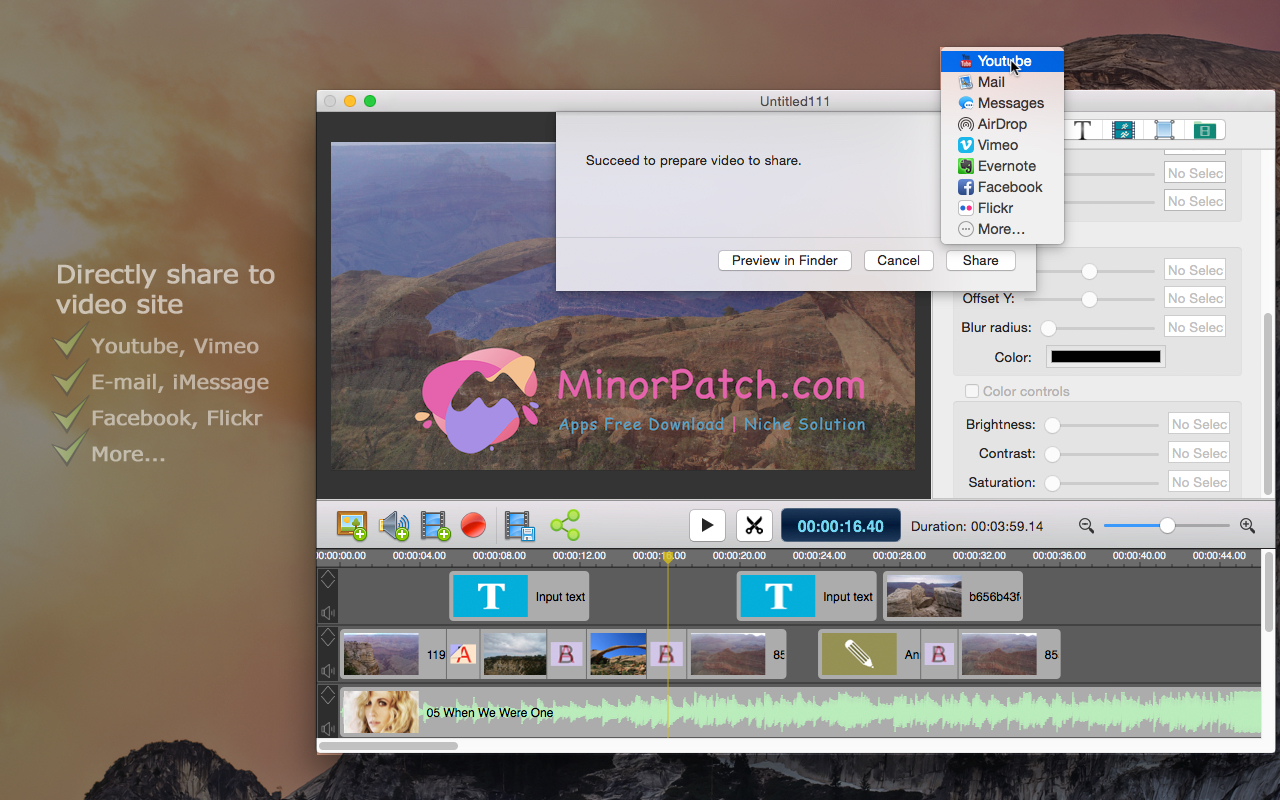 Youtube
Mail
Messages
AirDrop
Vimeo
Evernote
Facebook
Flickr
More...
Untitled111
Succeed to prepare video to share.
Preview in Finder
Cancel
Share
T
No Selec
No Selec
No Selec
Offset Y:
No Selec
Blur radius:
No Selec
Color:
Color controls
Brightness:
No Selec
Contrast:
No Selec
Saturation:
No Selec
Directly share to
video site
Youtube, Vimeo
E-mail, iMessage
Facebook, Flickr
More...
MinorPatch.com
Apps Free Download | Niche Solution
00:00:16.40
Duration: 00:03:59.14
00:00:00.00 00:00:04.00 00:00:08.00 00:00:12.00 00:00:16.00 00:00:20.00 00:00:24.00 00:00:28.00 00:00:32.00 00:00:36.00 00:00:40.00 00:00:44.00
T Input text T Input text b656b43f
119 A B B 85 An B 85
05 When We Were One